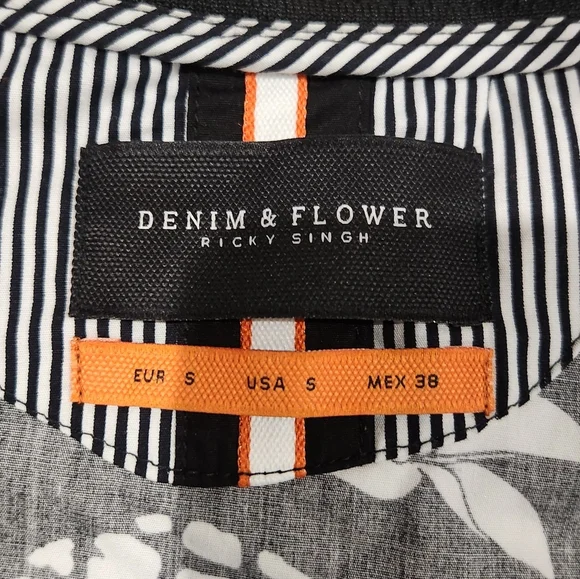 DENIM & FLOWER
RICKY SINGH
EUR S USA S MEX 38